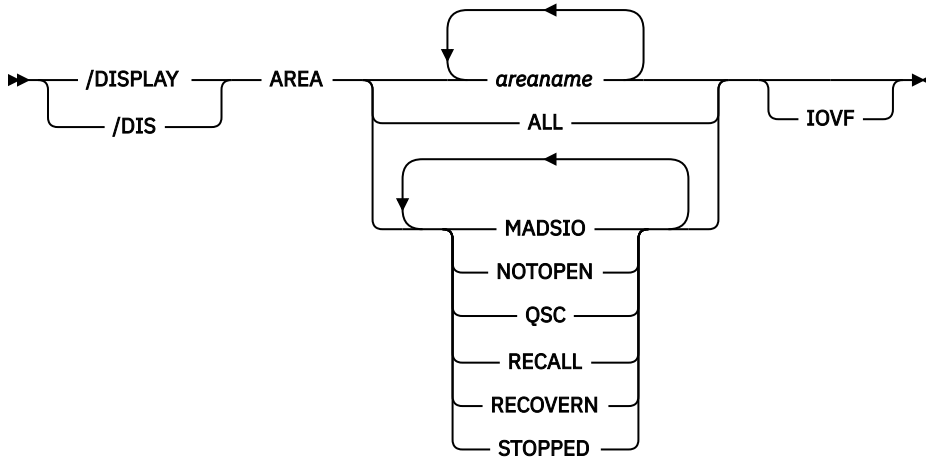 /DISPLAY AREA areaname
/DIS ALL IOVF
MADSIO
NOTOPEN
QSC
RECALL
RECOVERN
STOPPED